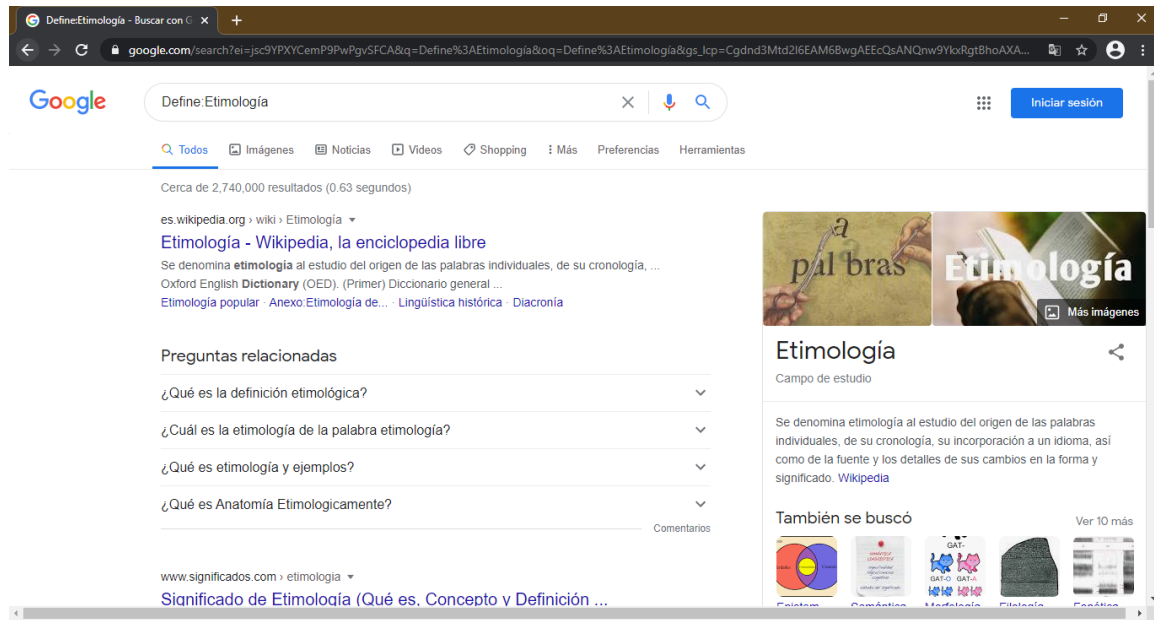 Define:Etimología - Buscar con G
google.com/search?ei=jsc9YPXYCemP9PwPgvSFCA&q=Define%3AEtimología&oq=Define%3AEtimología&gs_lcp=Cgdnd3Mtd2l6EAM6BwgAEEcQsANQnw9YkxRgtBhoAXA...
Google
Define:Etimología
Iniciar sesión
Todos Imágenes Noticias Videos Shopping Más Preferencias Herramientas
Cerca de 2,740,000 resultados (0.63 segundos)
es.wikipedia.org › wiki › Etimología
Etimología - Wikipedia, la enciclopedia libre
Se denomina etimología al estudio del origen de las palabras individuales, de su cronología, ...
Oxford English Dictionary (OED). (Primer) Diccionario general ...
Etimología popular · Anexo:Etimología de... · Lingüística histórica · Diacronía
Preguntas relacionadas
¿Qué es la definición etimológica?
¿Cuál es la etimología de la palabra etimología?
¿Qué es etimología y ejemplos?
¿Qué es Anatomía Etimologicamente?
Comentarios
www.significados.com › etimologia
Significado de Etimología (Qué es, Concepto y Definición ...
a
pal bras
Etimología
Más imágenes
Etimología
Campo de estudio
Se denomina etimología al estudio del origen de las palabras
individuales, de su cronología, su incorporación a un idioma, así
como de la fuente y los detalles de sus cambios en la forma y
significado. Wikipedia
También se buscó
Ver 10 más
GAT-
GAT-O GAT-A
Epistem... Semántica Morfología Filología Fonética